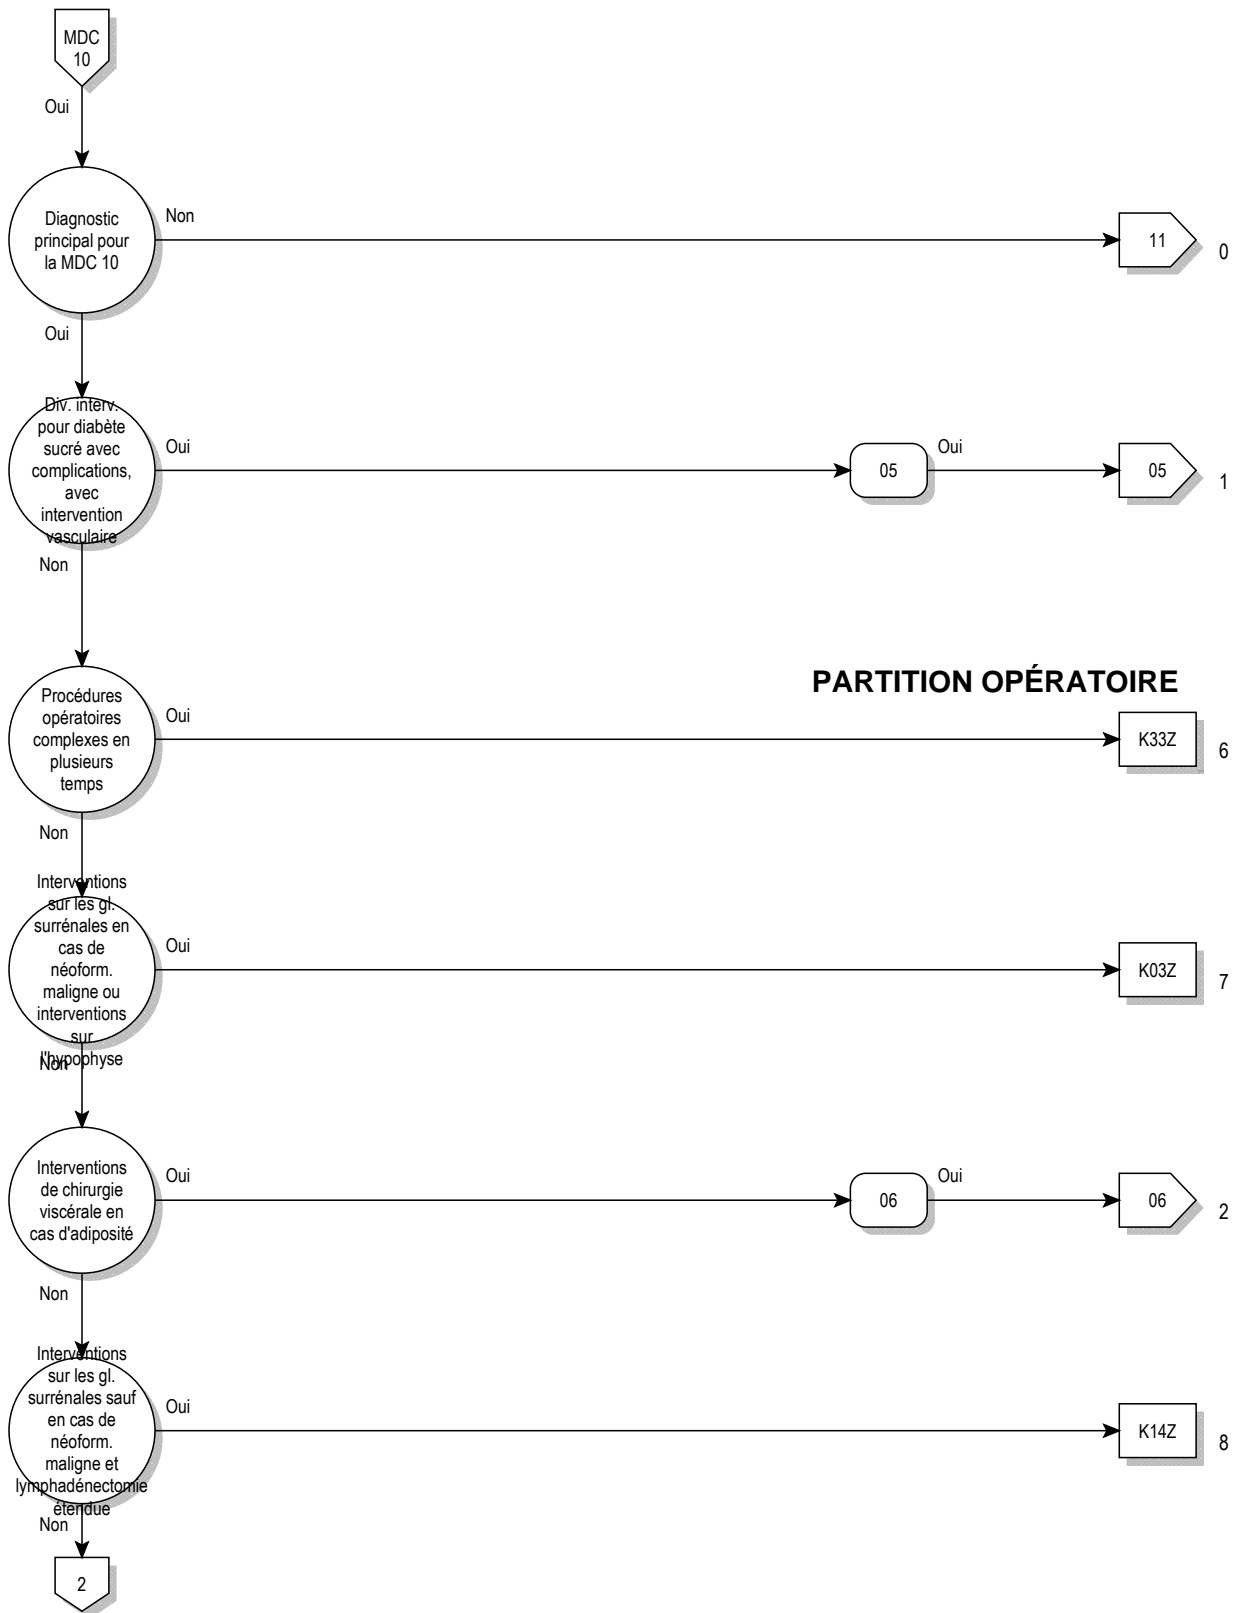 MDC
10
Oui
Diagnostic
principal pour
la MDC 10
Non
11
0
Oui
Div. interv.
pour diabète
sucré avec
complications,
avec
intervention
vasculaire
Oui
05
Oui
05
1
Non
PARTITION OPÉRATOIRE
Procédures
opératoires
complexes en
plusieurs
temps
Oui
K33Z
6
Non
Interventions
sur les gl.
surrénales en
cas de
néoform.
maligne ou
interventions
sur
l'hypophyse
Oui
K03Z
7
Non
Interventions
de chirurgie
viscérale en
cas d'adiposité
Oui
06
Oui
06
2
Non
Interventions
sur les gl.
surrénales sauf
en cas de
néoform.
maligne et
lymphadénectomie
étendue
Oui
K14Z
8
Non
2